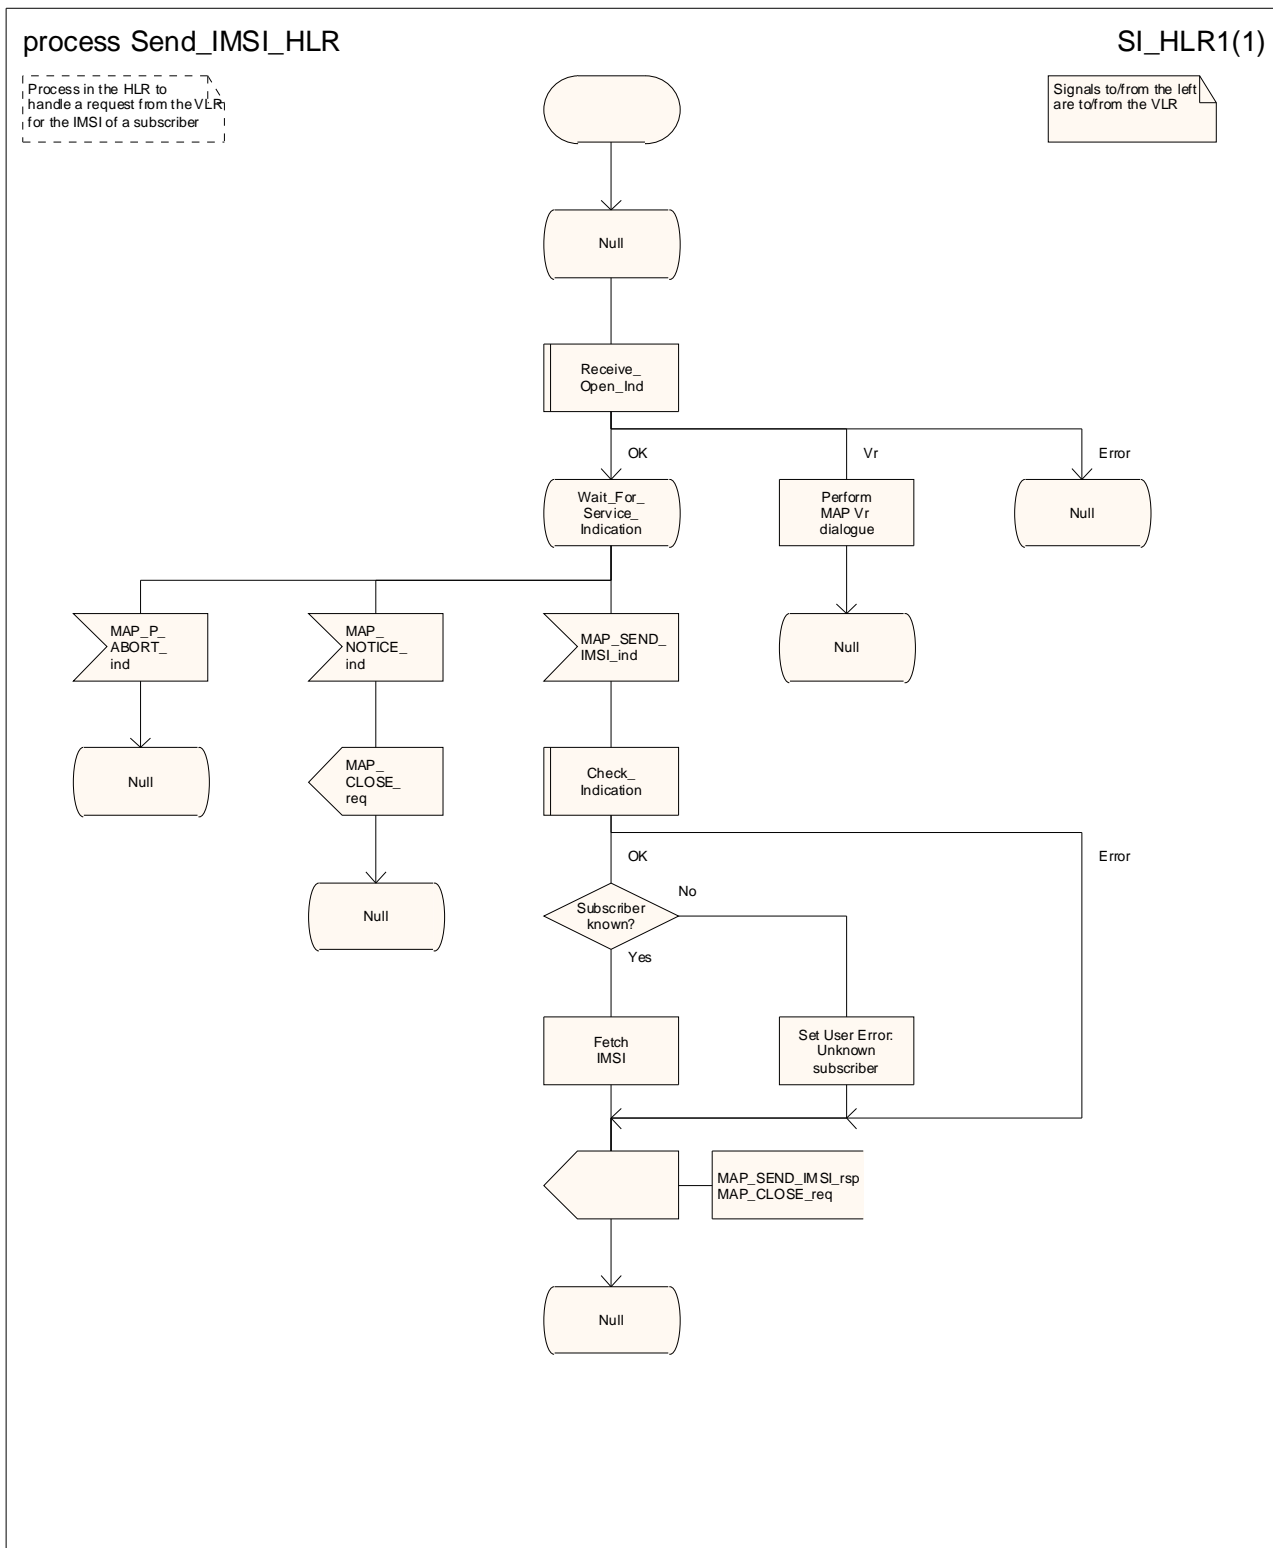 process Send_IMSI_HLR
SI_HLR1(1)
Process in the HLR to
handle a request from the VLR
for the IMSI of a subscriber
Signals to/from the left
are to/from the VLR
Null
Receive_
Open_Ind
OK
Vr
Error
Wait_For_
Service_
Indication
Perform
MAP Vr
dialogue
Null
MAP_P_
ABORT_
ind
MAP_
NOTICE_
ind
MAP_SEND_
IMSI_ind
Null
Null
MAP_
CLOSE_
req
Check_
Indication
OK
Error
Null
Subscriber
known?
No
Yes
Fetch
IMSI
Set User Error:
Unknown
subscriber
MAP_SEND_IMSI_rsp
MAP_CLOSE_req
Null